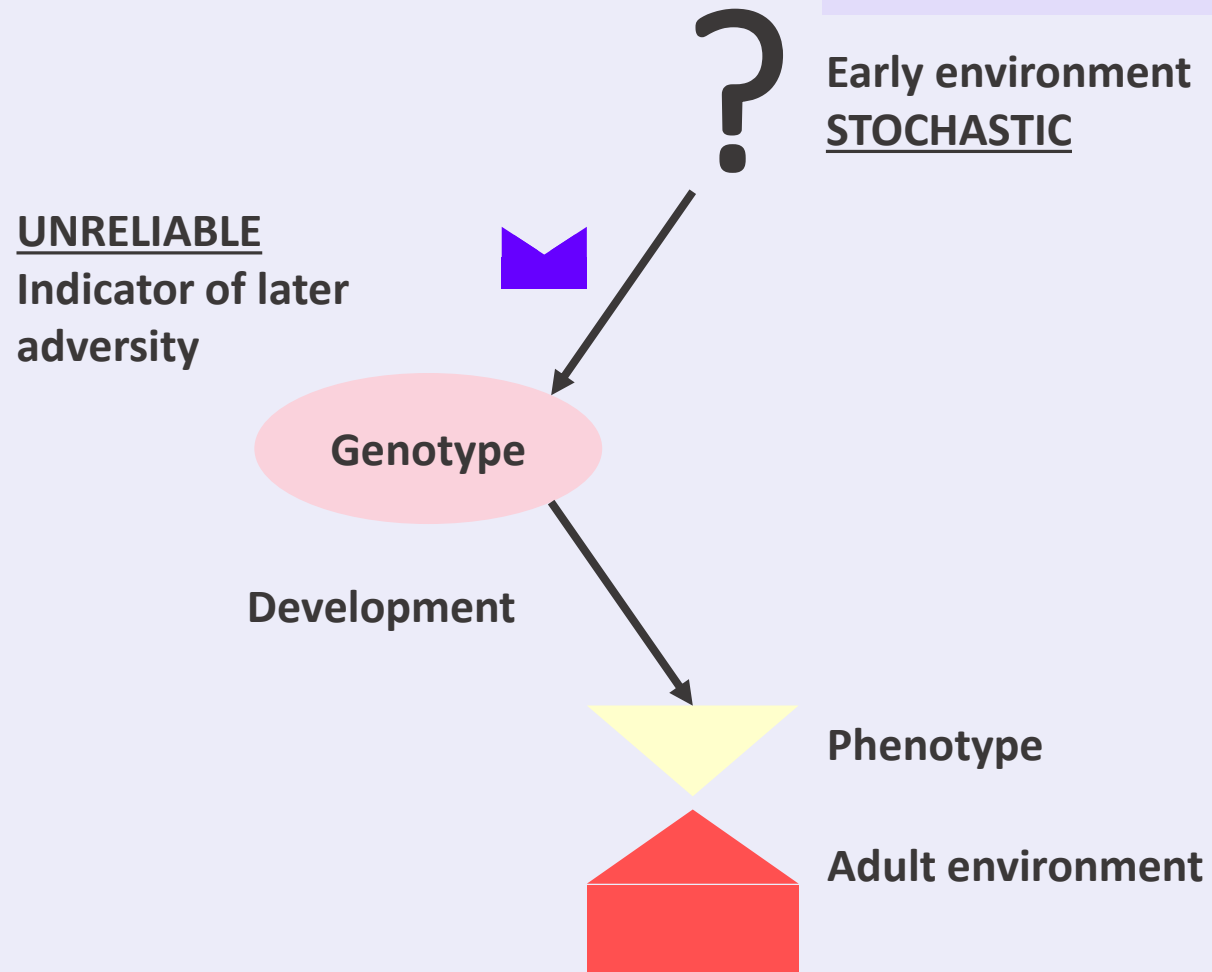 ?
Early environment
STOCHASTIC
UNRELIABLE
Indicator of later
adversity
Genotype
Development
Phenotype
Adult environment